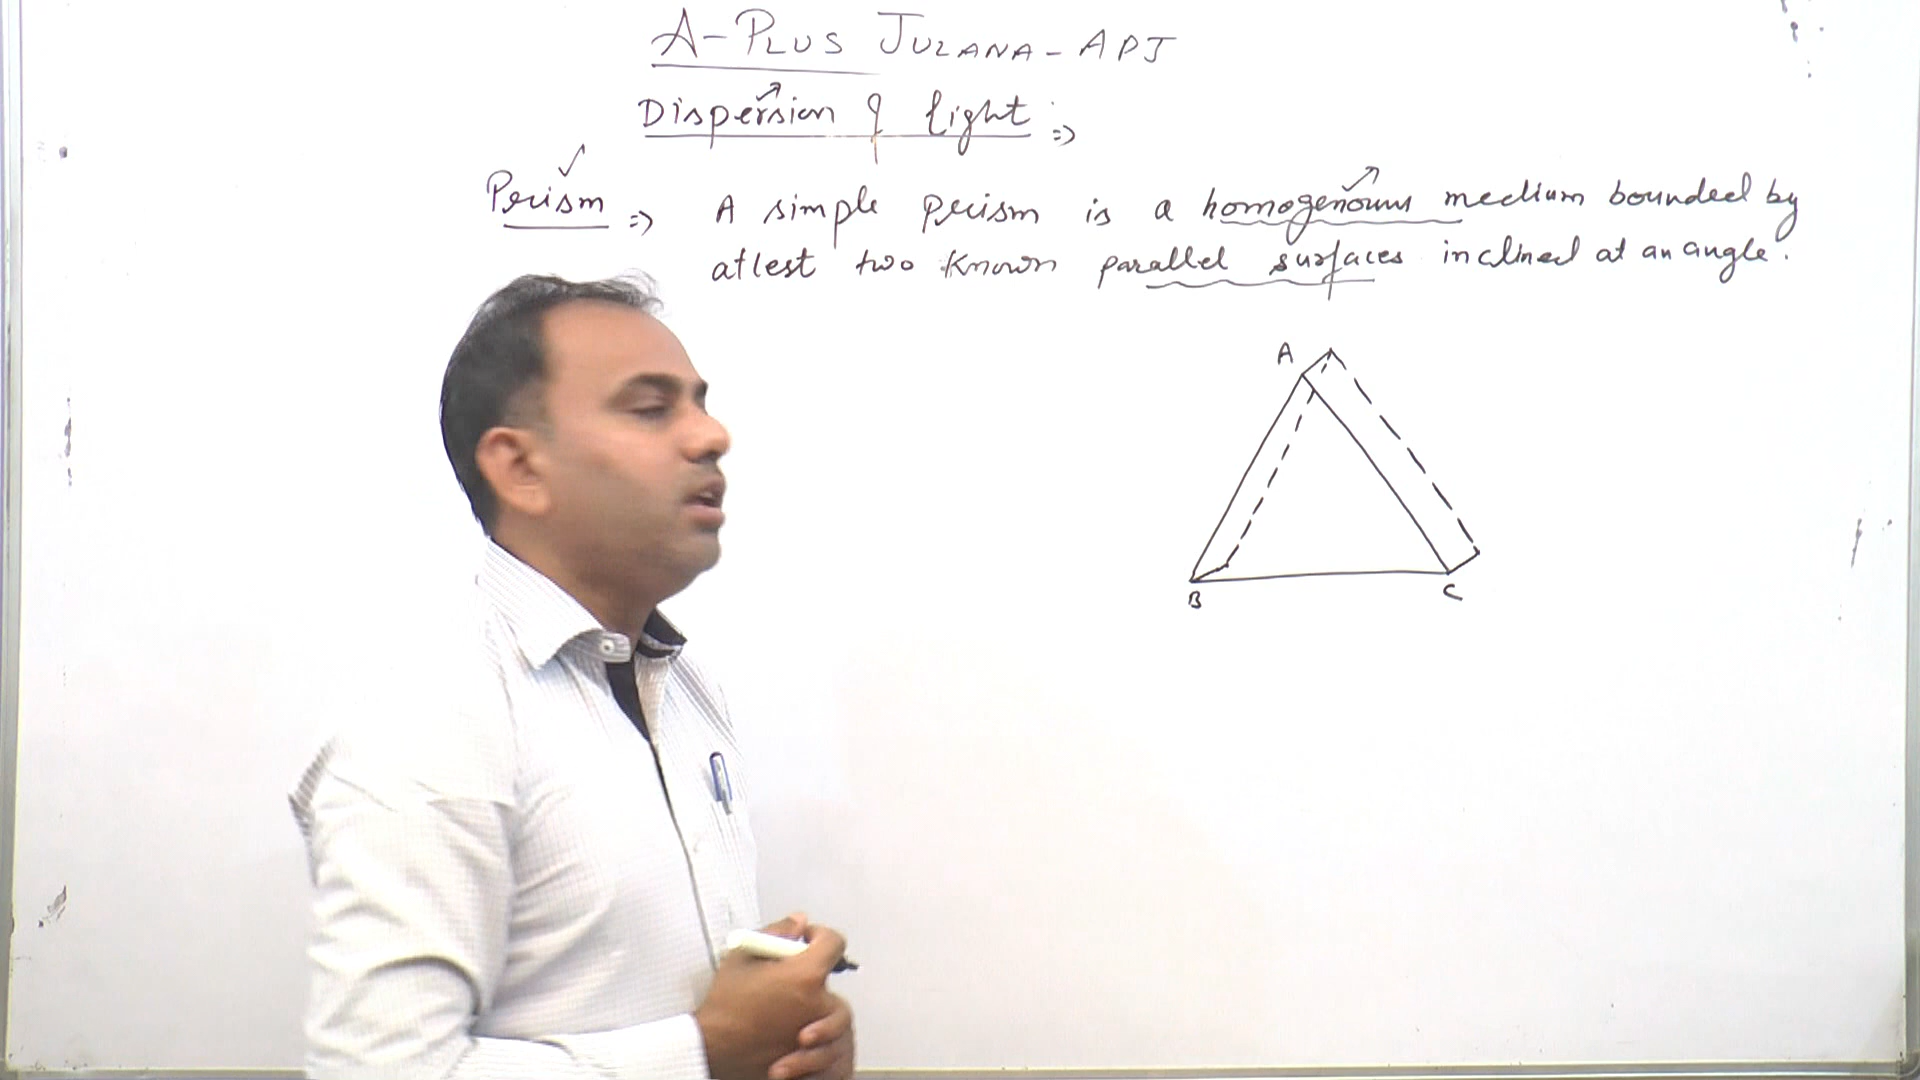 A-PLUS JULANA-APJ
Dispersion of light :⇒
Prism ⇒ A simple prism is a homogenouns medium bounded by
atlest two Known parallel surfaces inclined at an angle.
A
B
C